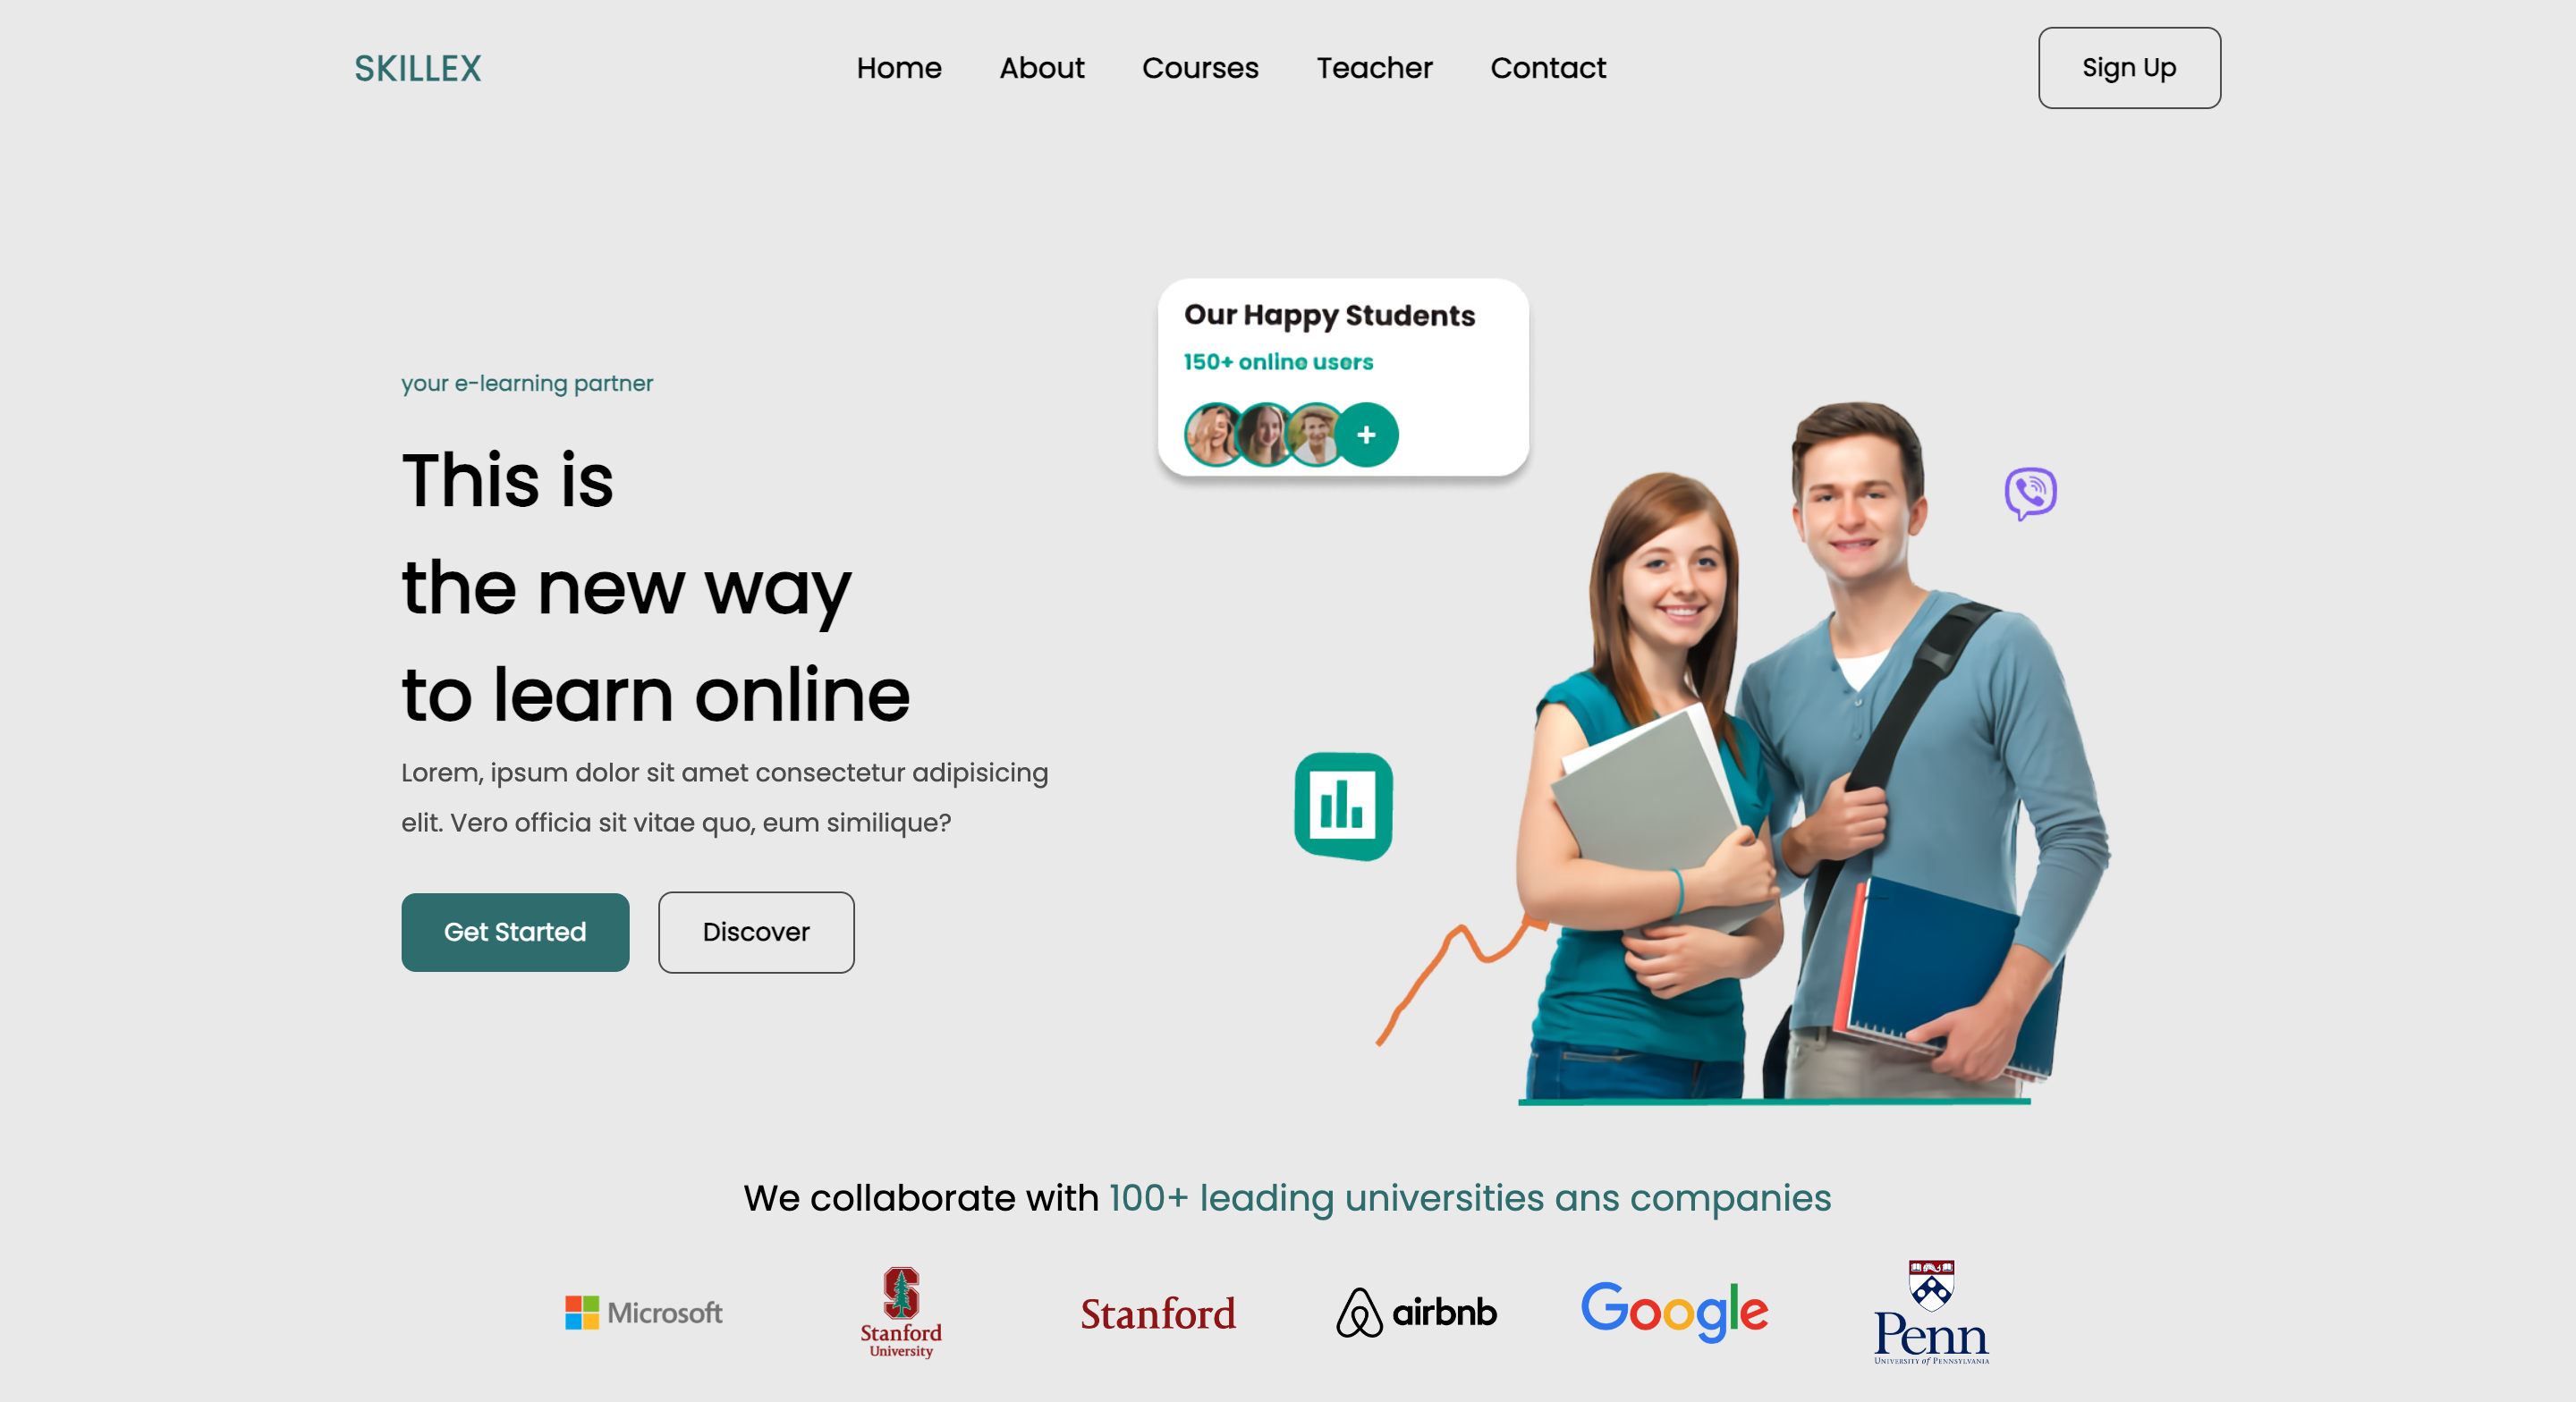 SKILLEX
Home About Courses Teacher Contact
Sign Up
Our Happy Students
150+ online users
+
your e-learning partner
This is
the new way
to learn online
Lorem, ipsum dolor sit amet consectetur adipisicing
elit. Vero officia sit vitae quo, eum similique?
Get Started
Discover
We collaborate with 100+ leading universities ans companies
Microsoft
S
Stanford
University
Stanford
airbnb
Google
Penn
UNIVERSITY of PENNSYLVANIA